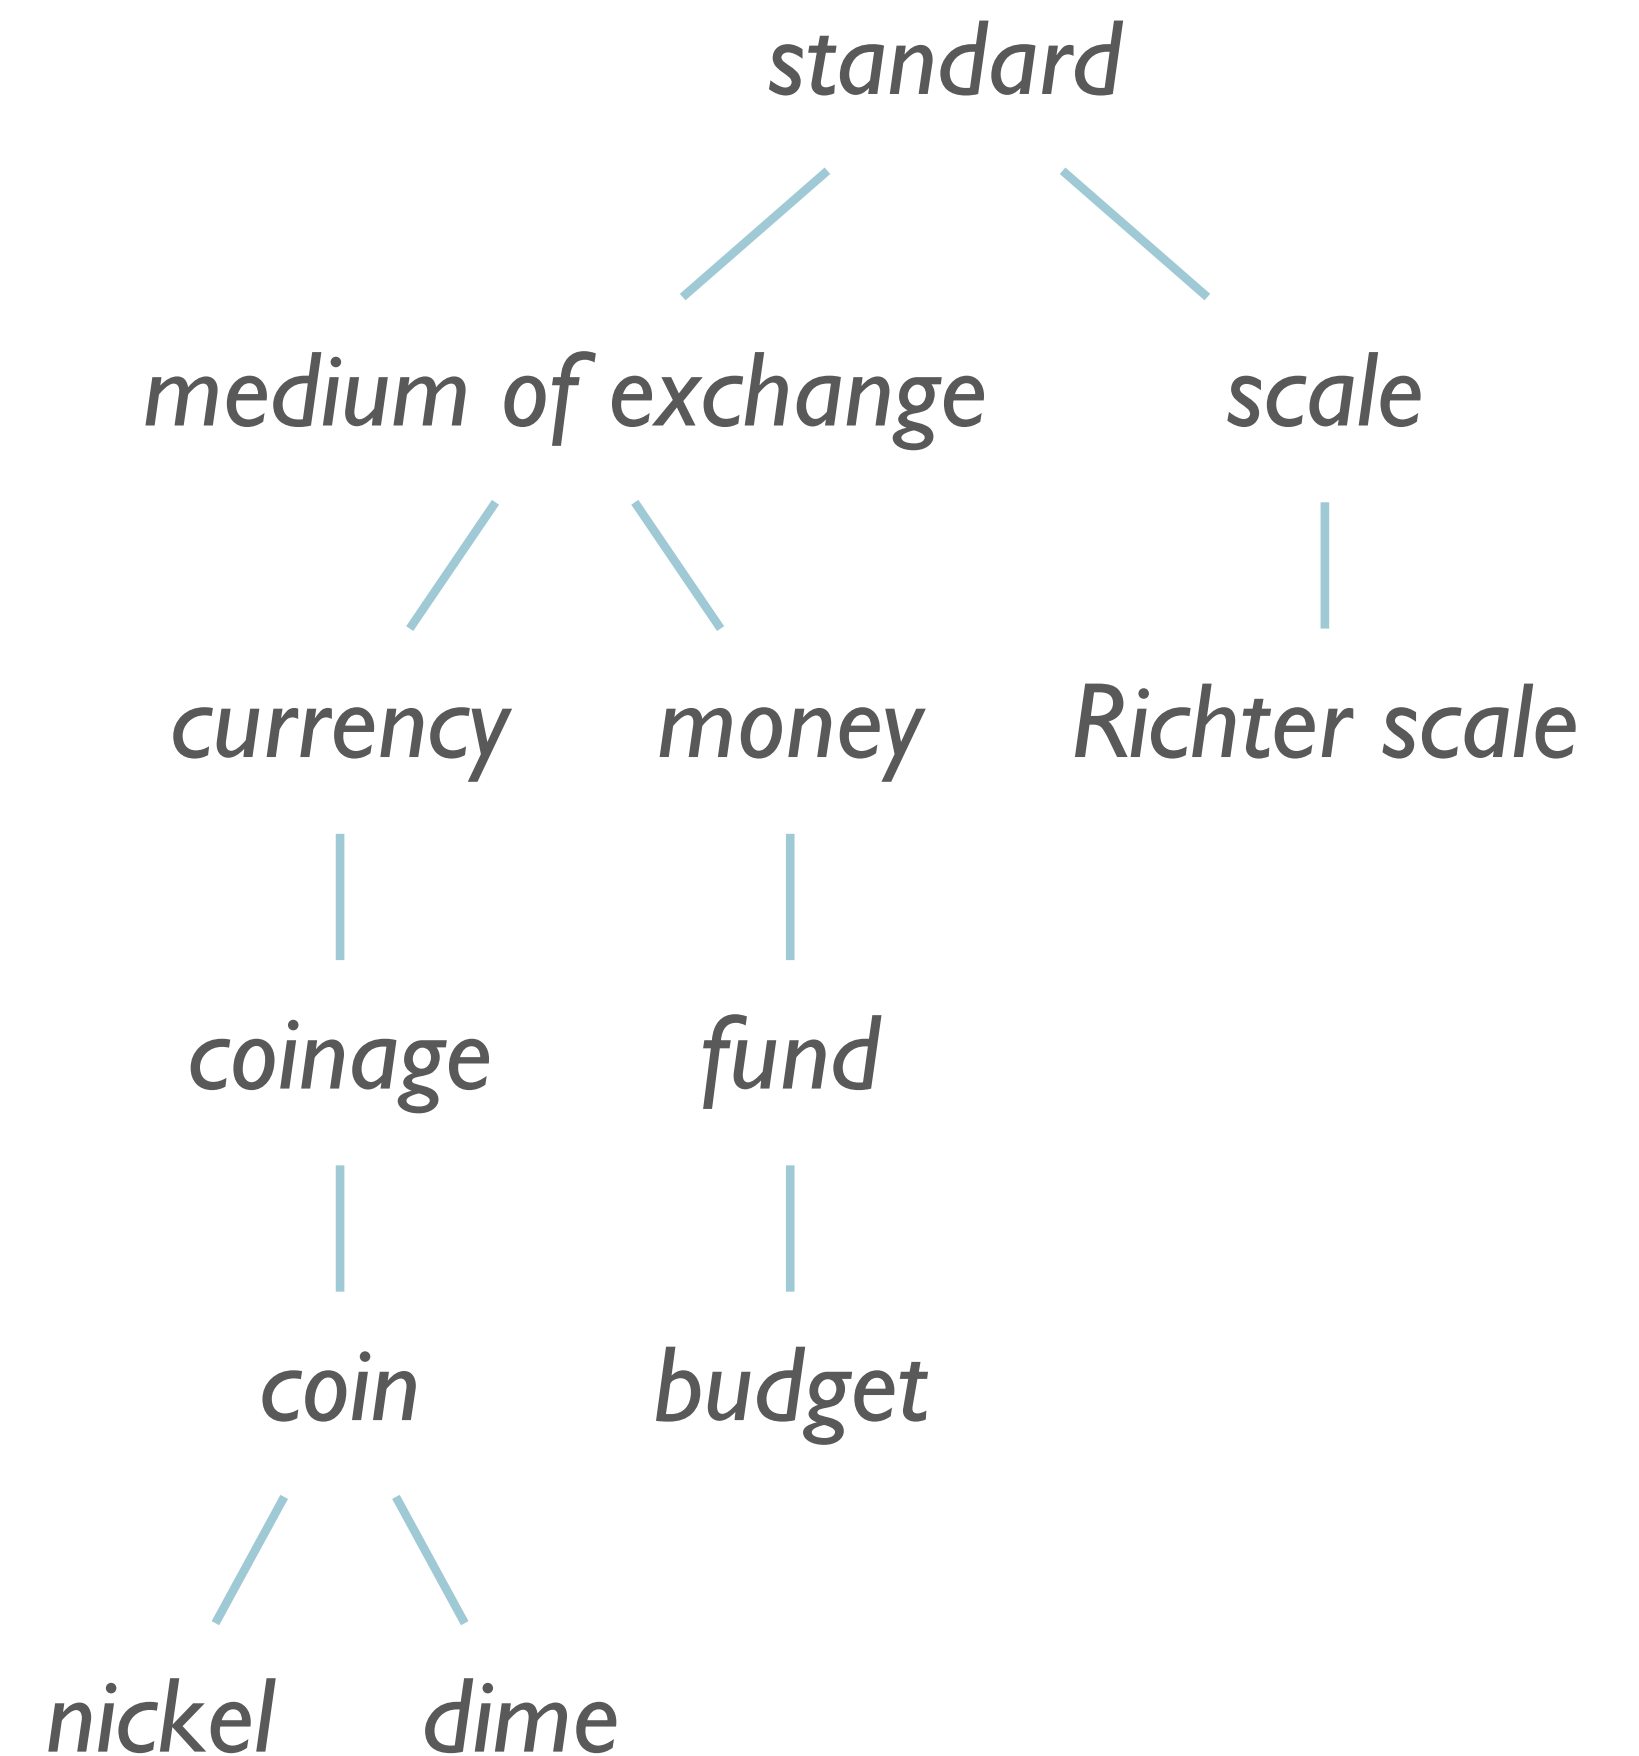 standard
medium of exchange scale
currency money Richter scale
coinage fund
coin budget
nickel dime